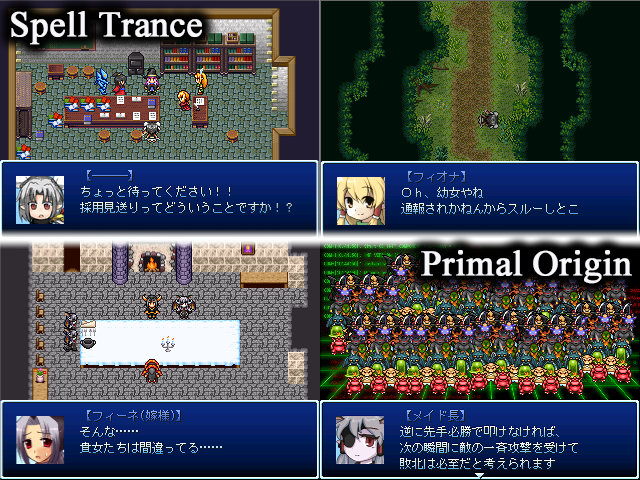 Spell Trance
【―――】
ちょっと待ってください！！
採用見送りってどういうことですか！？
【フィオナ】
Ｏｈ、幼女やね
通報されかねんからスルーしとこ
Primal Origin
【フィーネ(嫁様)】
そんな……
貴女たちは間違ってる……
【メイド長】
逆に先手必勝で叩けなければ、
次の瞬間に敵の一斉攻撃を受けて
敗北は必至だと考えられます